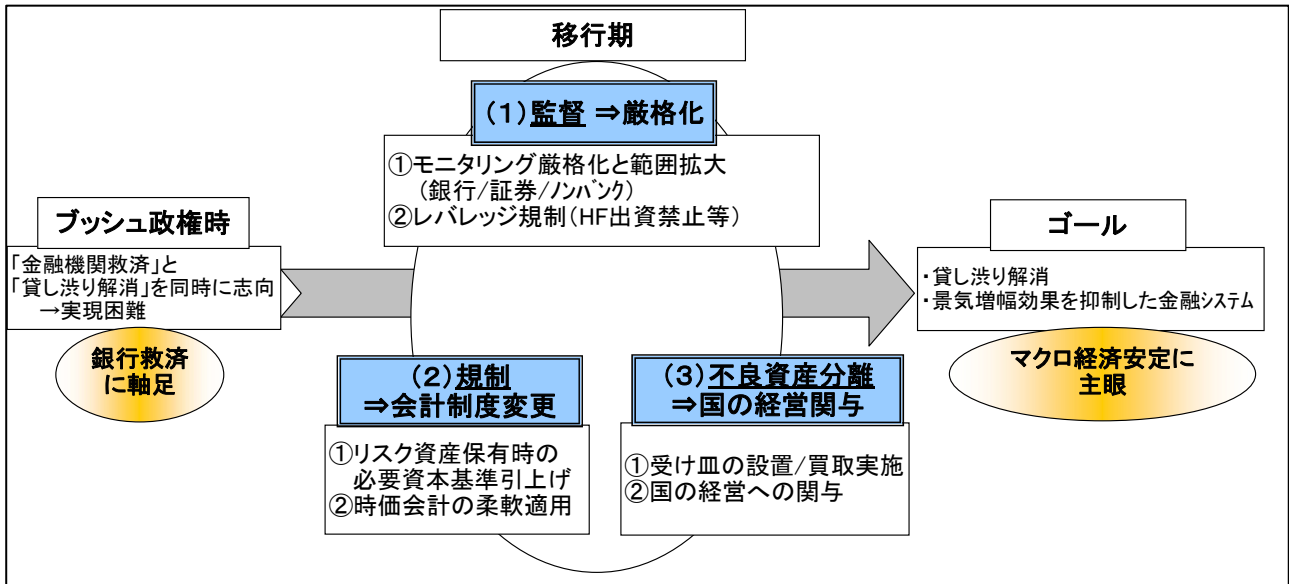 移行期
(1)監督 ⇒厳格化
①モニタリング厳格化と範囲拡大
(銀行/証券/ﾉﾝﾊﾞﾝｸ)
②レバレッジ規制(HF出資禁止等)
ブッシュ政権時
「金融機関救済」と
「貸し渋り解消」を同時に志向
→実現困難
銀行救済
に軸足
(2)規制
⇒会計制度変更
①リスク資産保有時の
必要資本基準引上げ
②時価会計の柔軟適用
(3)不良資産分離
⇒国の経営関与
①受け皿の設置/買取実施
②国の経営への関与
ゴール
・貸し渋り解消
・景気増幅効果を抑制した金融ｼｽﾃﾑ
マクロ経済安定に
主眼